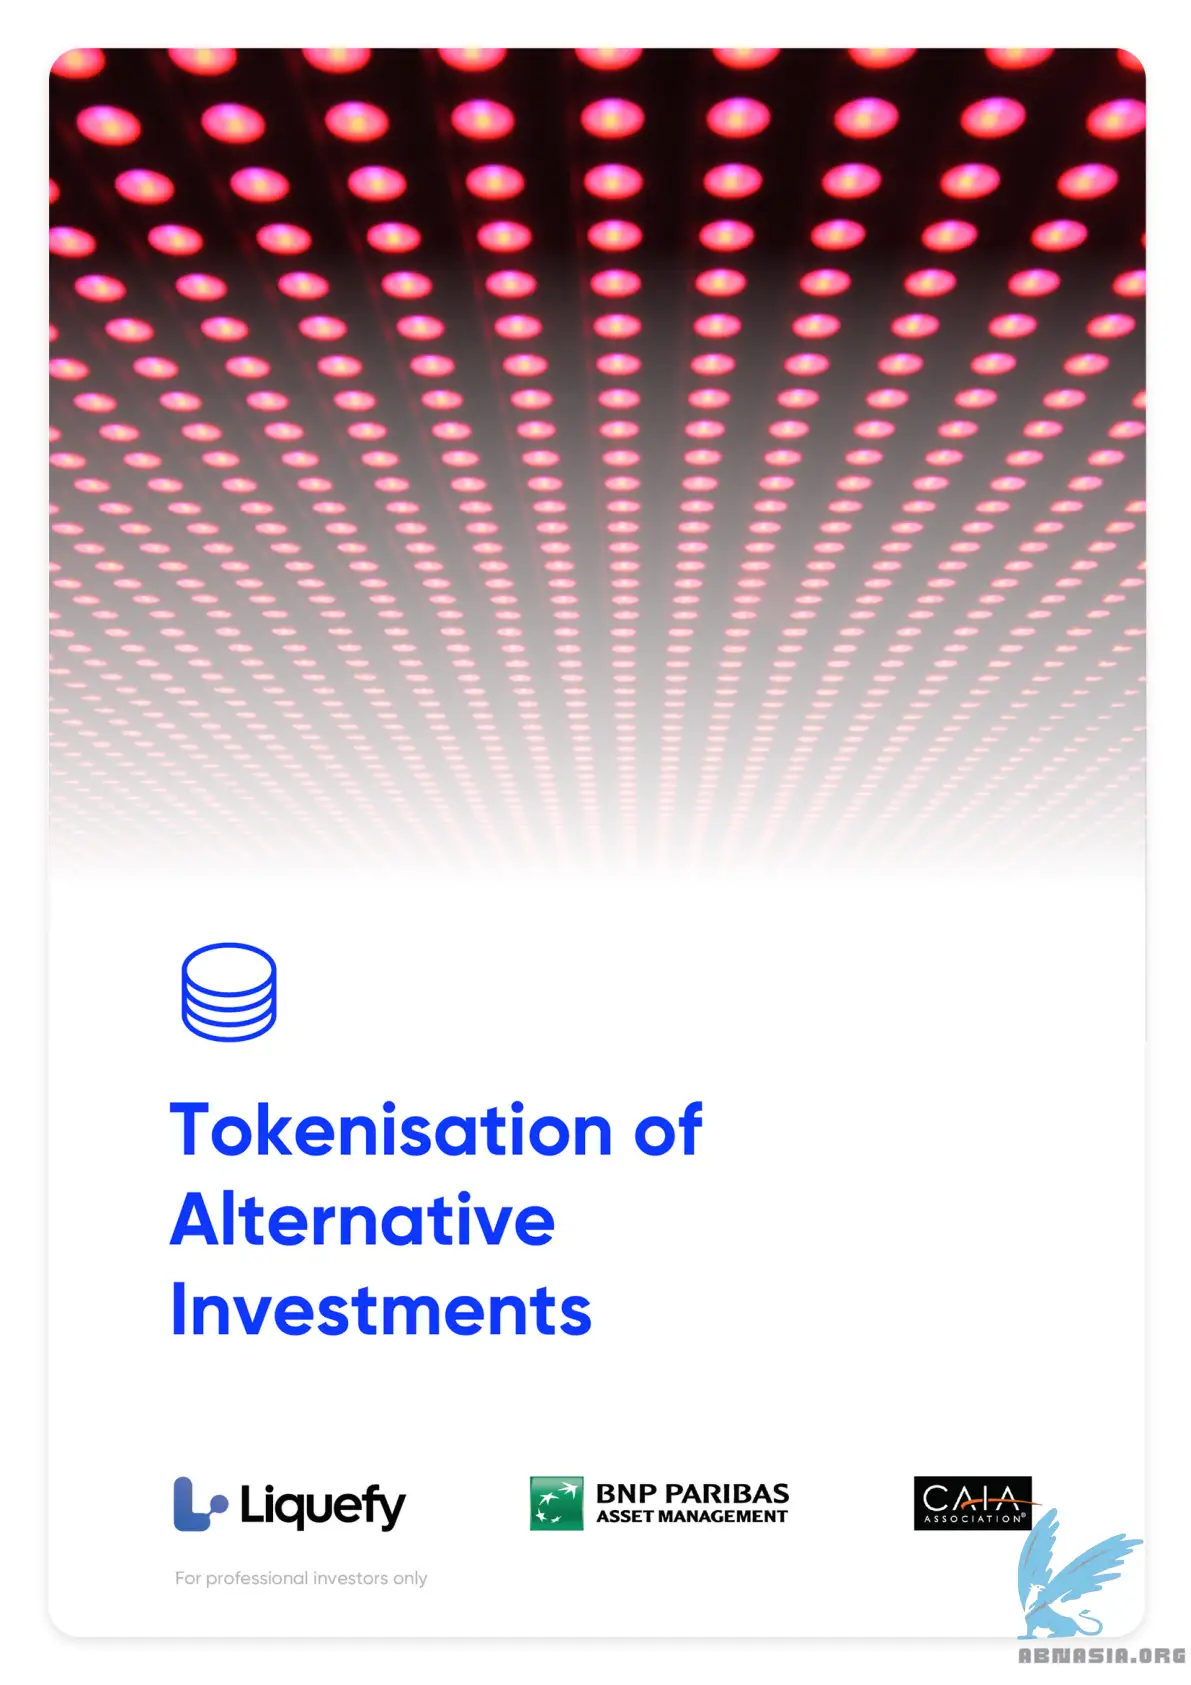 Tokenisation of
Alternative
Investments
Liquefy
BNP PARIBAS
ASSET MANAGEMENT
CAIA
ASSOCIATION®
For professional investors only
ABNASIA.ORG